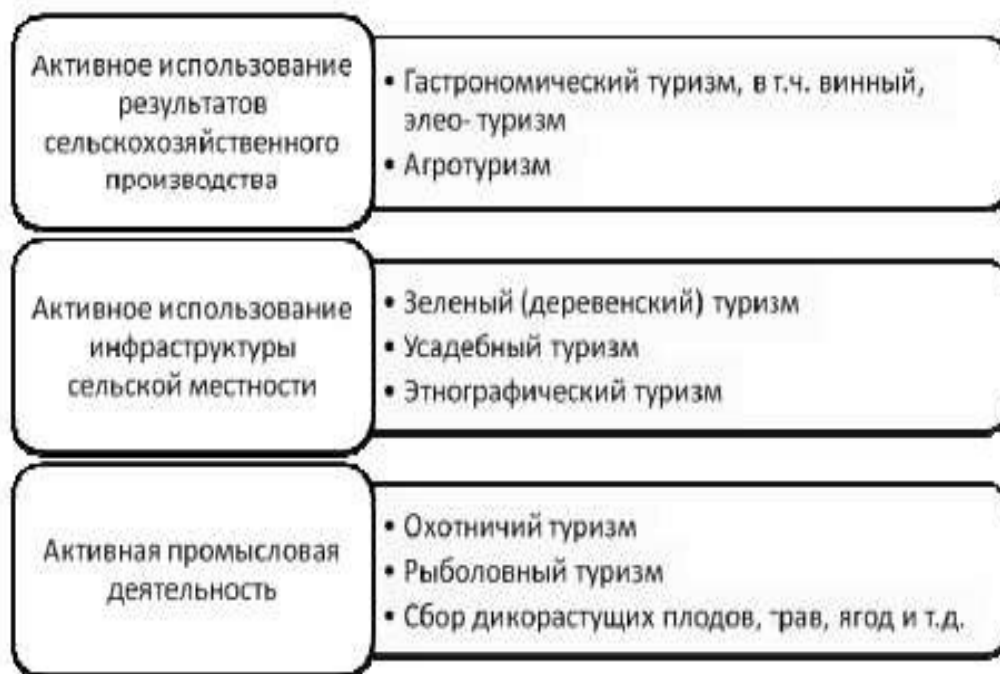 Активное использование
результатов
сельскохозяйственного
производства
• Гастрономический туризм, в т.ч. винный,
элео- туризм
• Агротуризм
Активное использование
инфраструктуры
сельской местности
• Зеленый (деревенский) туризм
• Усадебный туризм
• Этнографический туризм
Активная промысловая
деятельность
• Охотничий туризм
• Рыболовный туризм
• Сбор дикорастущих плодов, трав, ягод и т.д.